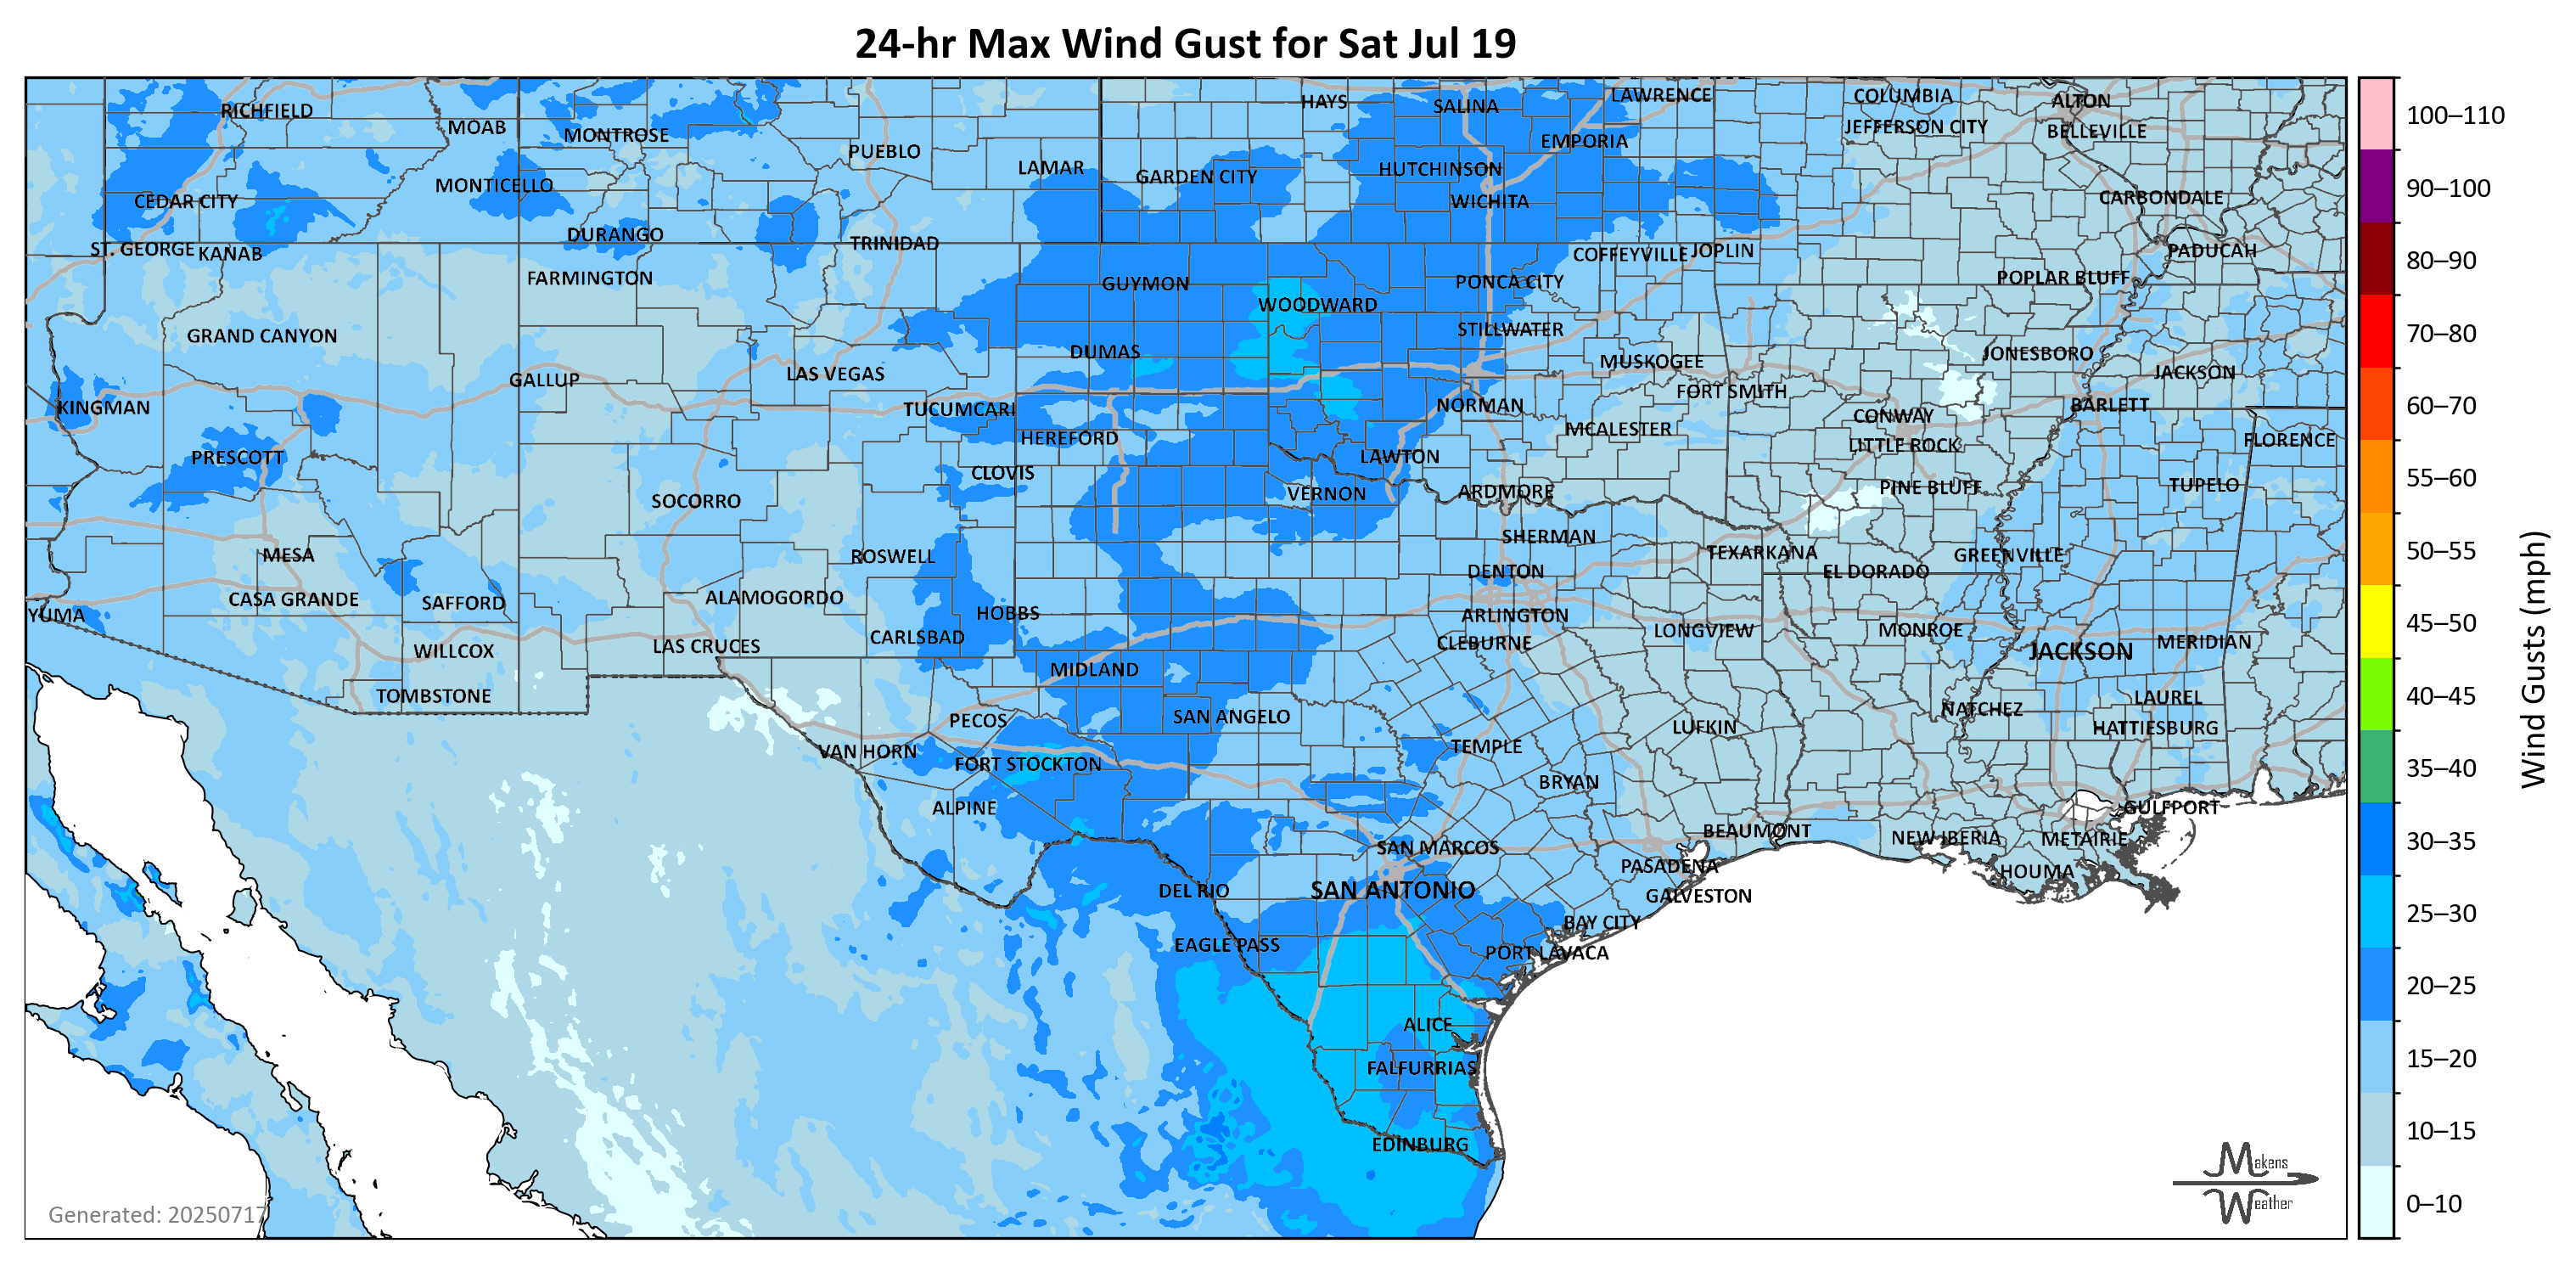 24-hr Max Wind Gust for Sat Jul 19
RICHFIELD
MOAB
MONTROSE
PUEBLO
LAMAR
GARDEN CITY
HAYS
SALINA
LAWRENCE
EMPORIA
HUTCHINSON
WICHITA
COLUMBIA
JEFFERSON CITY
ALTON
BELLEVILLE
CARBONDALE
PADUCAH
POPLAR BLUFF
MONTICELLO
CEDAR CITY
DURANGO
ST. GEORGE
KANAB
TRINIDAD
FARMINGTON
GUYMON
WOODWARD
PONCA CITY
COFFEYVILLE
JOPLIN
STILLWATER
GRAND CANYON
DUMAS
MUSKOGEE
JONESBORO
JACKSON
GALLUP
LAS VEGAS
FORT SMITH
KINGMAN
TUCUMCARI
NORMAN
CONWAY
BARLETT
MCALESTER
HEREFORD
LITTLE ROCK
FLORENCE
PRESCOTT
CLOVIS
LAWTON
VERNON
ARDMORE
PINE BLUFF
TUPELO
SOCORRO
SHERMAN
MESA
ROSWELL
TEXARKANA
GREENVILLE
DENTON
EL DORADO
CASA GRANDE
SAFFORD
ALAMOGORDO
HOBBS
ARLINGTON
YUMA
CARLSBAD
CLEBURNE
LONGVIEW
MONROE
JACKSON
MERIDIAN
WILLCOX
LAS CRUCES
MIDLAND
TOMBSTONE
PECOS
SAN ANGELO
LAUREL
NATCHEZ
HATTIESBURG
LUFKIN
VAN HORN
FORT STOCKTON
TEMPLE
BRYAN
ALPINE
GULFPORT
BEAUMONT
NEW IBERIA
METAIRIE
SAN MARCOS
PASADENA
HOUMA
DEL RIO
SAN ANTONIO
GALVESTON
BAY CITY
EAGLE PASS
PORT LAVACA
ALICE
FALFURRIAS
EDINBURG
Generated: 20250717
Makens
Weather
100–110
90–100
80–90
70–80
60–70
55–60
50–55
45–50
40–45
35–40
30–35
25–30
20–25
15–20
10–15
0–10
Wind Gusts (mph)